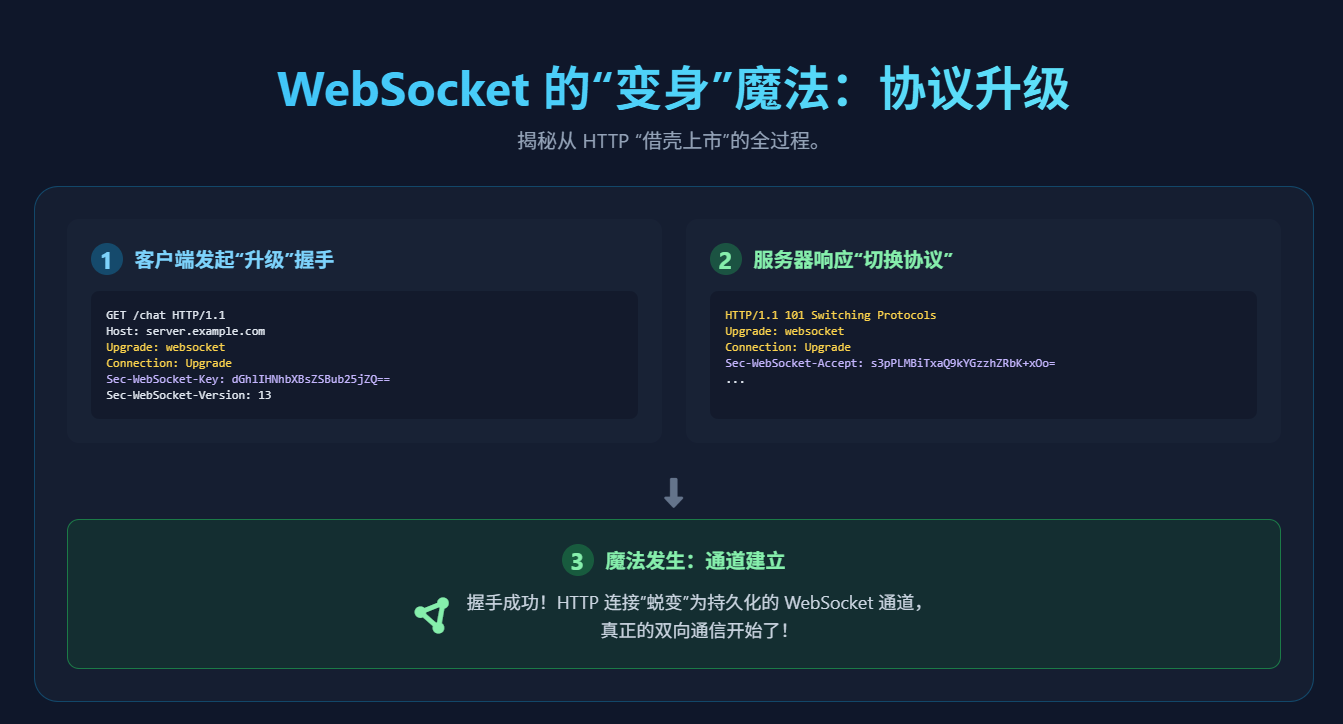 WebSocket 的“变身”魔法：协议升级
揭秘从 HTTP “借壳上市”的全过程。
1 客户端发起“升级”握手
GET /chat HTTP/1.1
Host: server.example.com
Upgrade: websocket
Connection: Upgrade
Sec-WebSocket-Key: dGhlIHNhbXBsZSBub25jZQ==
Sec-WebSocket-Version: 13
2 服务器响应“切换协议”
HTTP/1.1 101 Switching Protocols
Upgrade: websocket
Connection: Upgrade
Sec-WebSocket-Accept: s3pPLMBiTxaQ9kYGzzhZRbK+xOo=
...
3 魔法发生：通道建立
握手成功！HTTP 连接“蜕变”为持久化的 WebSocket 通道，
真正的双向通信开始了！